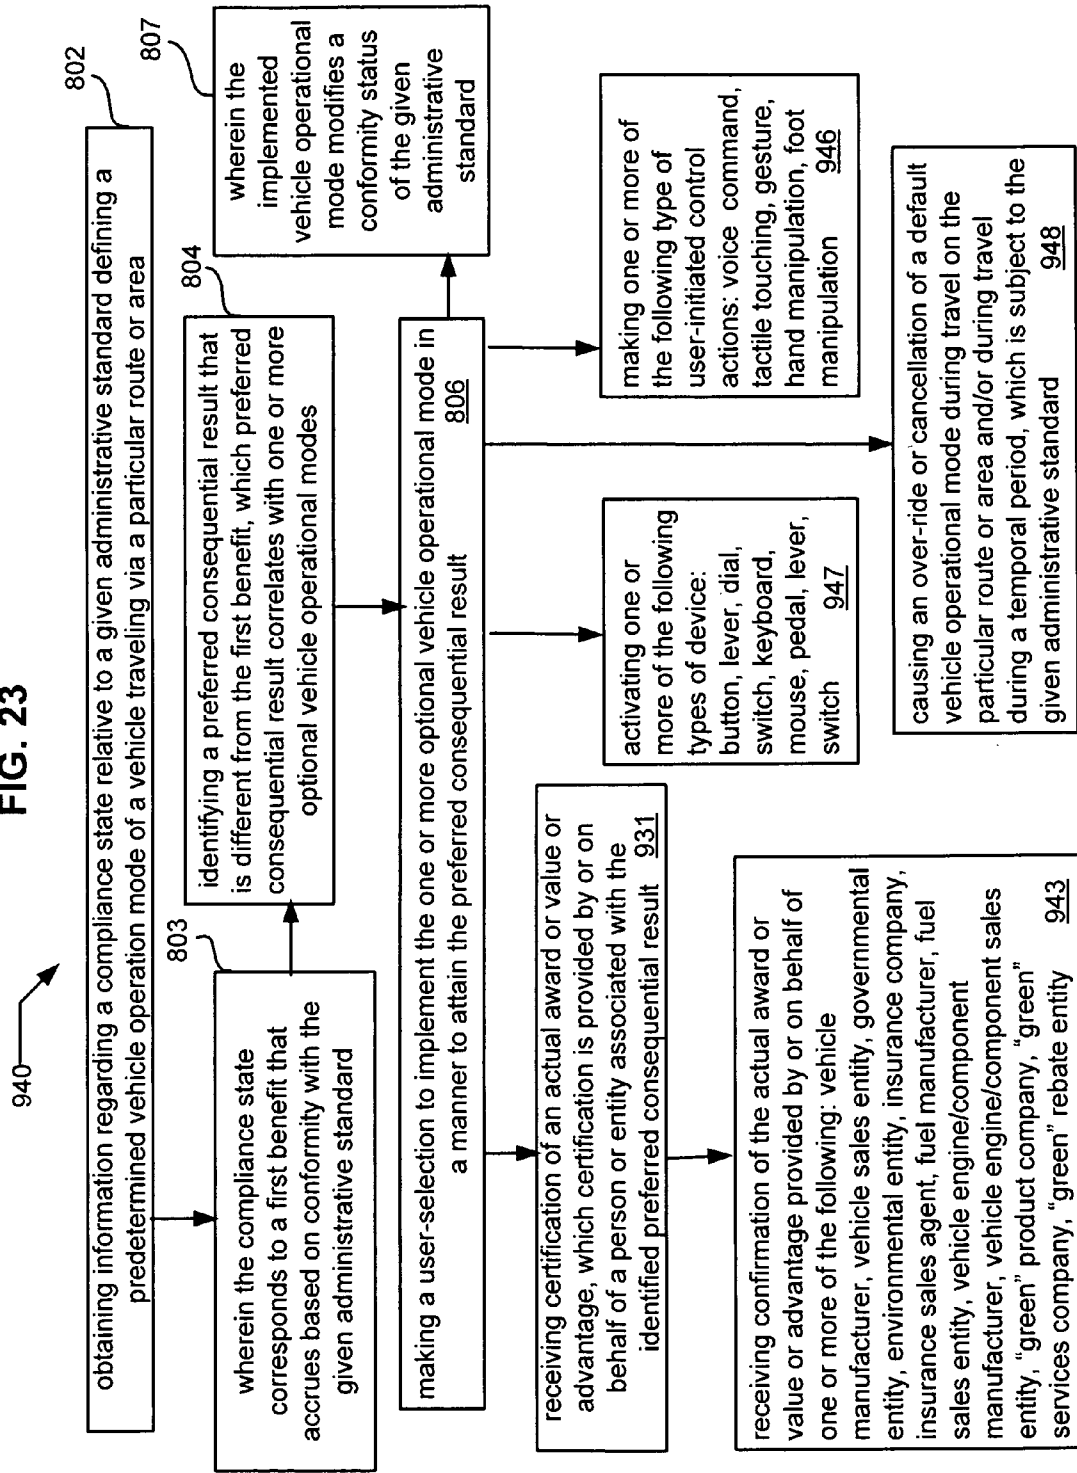 FIG. 23
940
802
obtaining information regarding a compliance state relative to a given administrative standard defining a
predetermined vehicle operation mode of a vehicle traveling via a particular route or area
803
wherein the compliance state
corresponds to a first benefit that
accrues based on conformity with the
given administrative standard
804
identifying a preferred consequential result that
is different from the first benefit, which preferred
consequential result correlates with one or more
optional vehicle operational modes
807
wherein the
implemented
vehicle operational
mode modifies a
conformity status
of the given
administrative
standard
making a user-selection to implement the one or more optional vehicle operational mode in
a manner to attain the preferred consequential result 806
receiving certification of an actual award or value or
advantage, which certification is provided by or on
behalf of a person or entity associated with the
identified preferred consequential result 931
activating one or
more of the following
types of device:
button, lever, dial,
switch, keyboard,
mouse, pedal, lever,
switch 947
making one or more of
the following type of
user-initiated control
actions: voice command,
tactile touching, gesture,
hand manipulation, foot
manipulation 946
receiving confirmation of the actual award or
value or advantage provided by or on behalf of
one or more of the following: vehicle
manufacturer, vehicle sales entity, governmental
entity, environmental entity, insurance company,
insurance sales agent, fuel manufacturer, fuel
sales entity, vehicle engine/component
manufacturer, vehicle engine/component sales
entity, “green” product company, “green”
services company, “green” rebate entity 943
causing an over-ride or cancellation of a default
vehicle operational mode during travel on the
particular route or area and/or during travel
during a temporal period, which is subject to the
given administrative standard 948